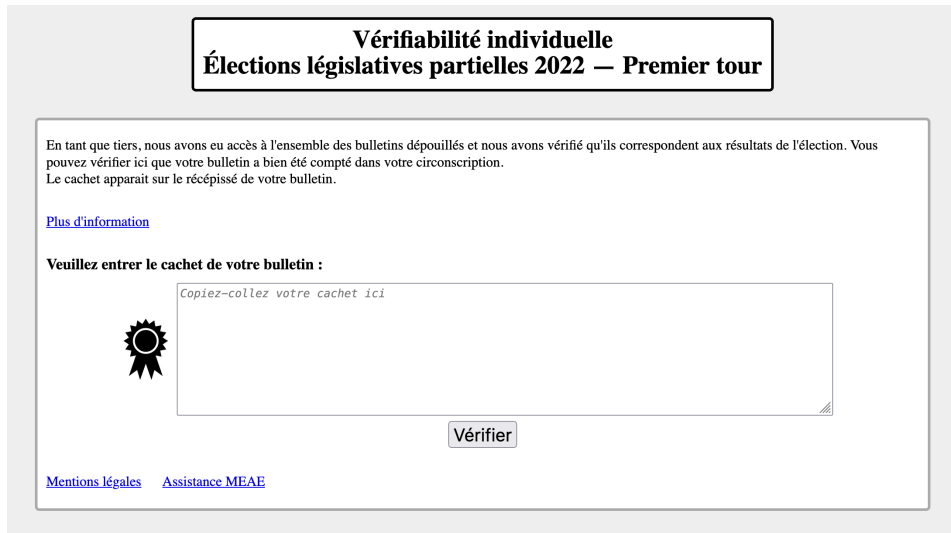 Vérifiabilité individuelle
Élections législatives partielles 2022 — Premier tour
En tant que tiers, nous avons eu accès à l'ensemble des bulletins dépouillés et nous avons vérifié qu'ils correspondent aux résultats de l'élection. Vous
pouvez vérifier ici que votre bulletin a bien été compté dans votre circonscription.
Le cachet apparait sur le récépissé de votre bulletin.
Plus d'information
Veuillez entrer le cachet de votre bulletin :
Copiez-collez votre cachet ici
Vérifier
Mentions légales Assistance MEAE